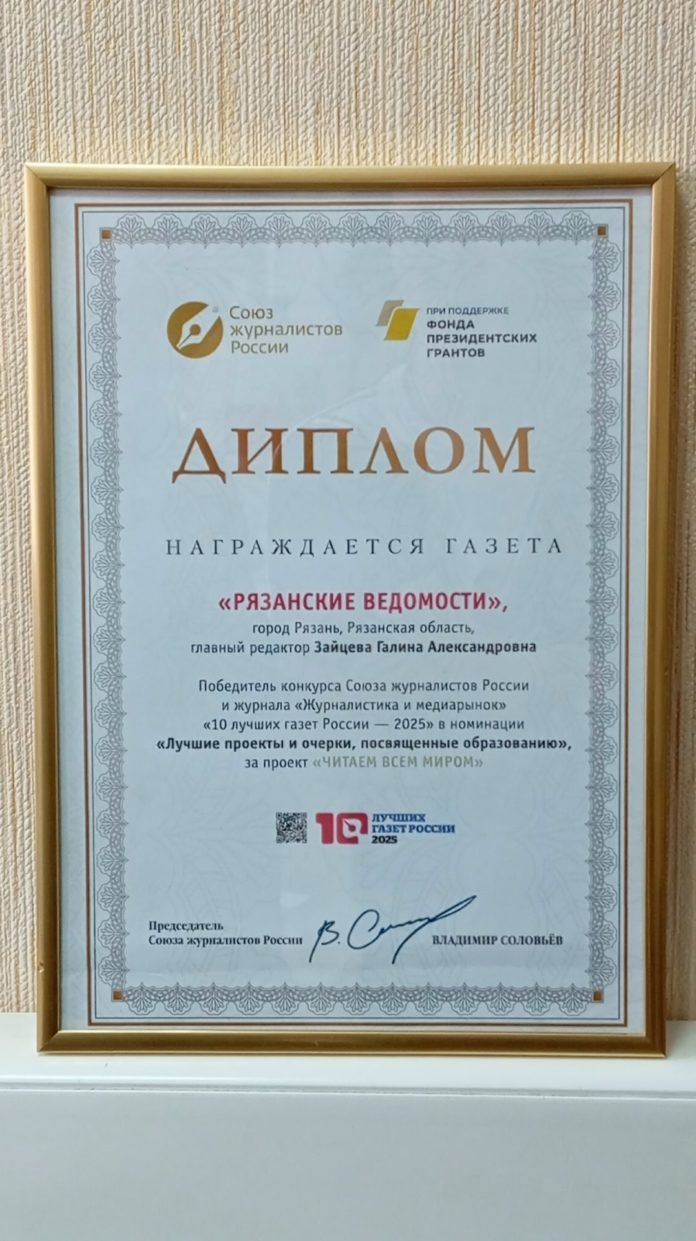 Союз
журналистов
России
ПРИ ПОДДЕРЖКЕ
ФОНДА
ПРЕЗИДЕНТСКИХ
ГРАНТОВ
ДИПЛОМ
НАГРАЖДАЕТСЯ ГАЗЕТА
«РЯЗАНСКИЕ ВЕДОМОСТИ»,
город Рязань, Рязанская область,
главный редактор Зайцева Галина Александровна
Победитель конкурса Союза журналистов России
и журнала «Журналистика и медиарынок»
«10 лучших газет России — 2025» в номинации
«Лучшие проекты и очерки, посвященные образованию»,
за проект «ЧИТАЕМ ВСЕМ МИРОМ»
10 ЛУЧШИХ
ГАЗЕТ РОССИИ
2025
Председатель
Союза журналистов России
ВЛАДИМИР СОЛОВЬЁВ